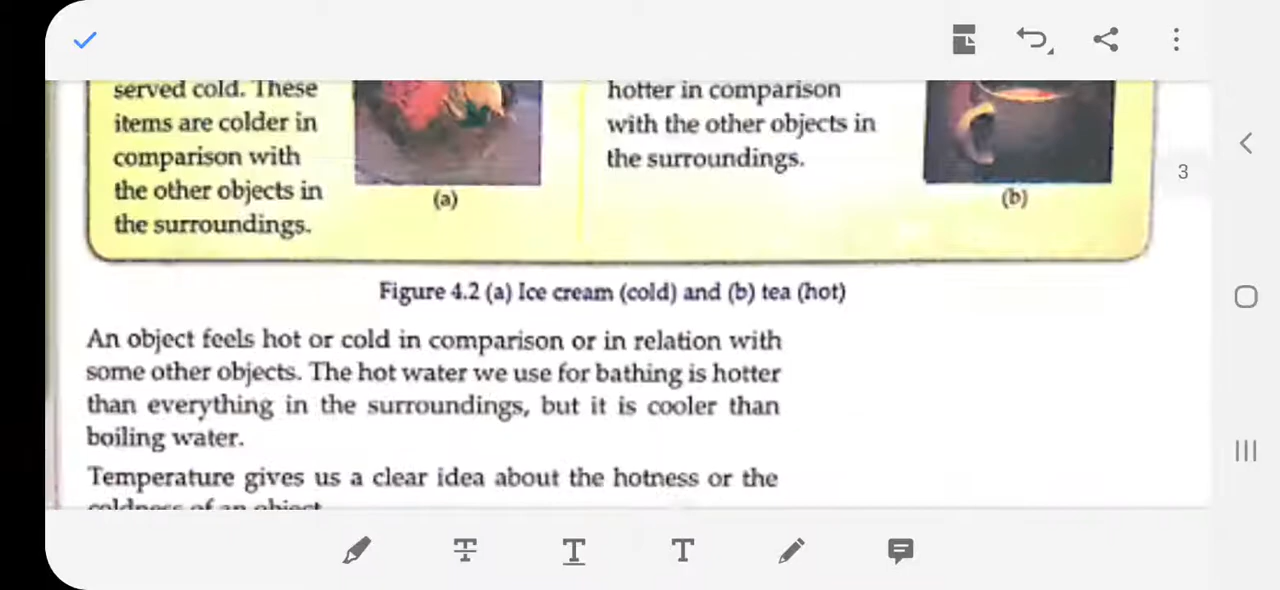 served cold. These
items are colder in
comparison with
the other objects in
the surroundings.
(a)
hotter in comparison
with the other objects in
the surroundings.
(b)
3
Figure 4.2 (a) Ice cream (cold) and (b) tea (hot)
An object feels hot or cold in comparison or in relation with
some other objects. The hot water we use for bathing is hotter
than everything in the surroundings, but it is cooler than
boiling water.
Temperature gives us a clear idea about the hotness or the
coldness of an object